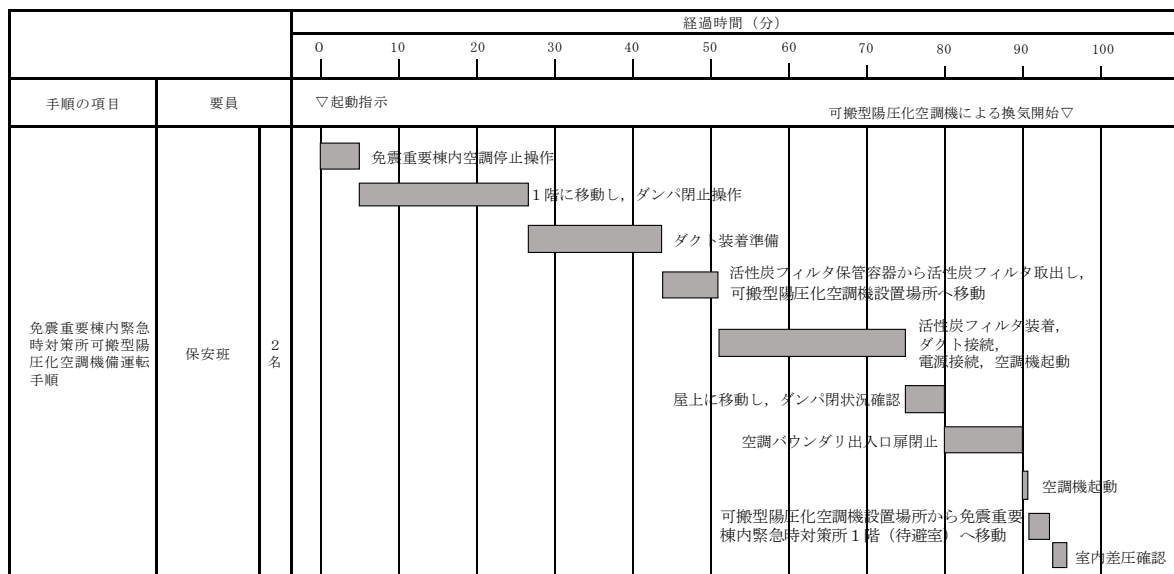 経過時間（分）
0 10 20 30 40 50 60 70 80 90 100
手順の項目
要員
▽起動指示
可搬型陽圧化空調機による換気開始▽
免震重要棟内緊急
時対策所可搬型陽
圧化空調機備運転
手順
保安班
２
名
免震重要棟内空調停止操作
１階に移動し，ダンパ閉止操作
ダクト装着準備
活性炭フィルタ保管容器から活性炭フィルタ取出し，
可搬型陽圧化空調機設置場所へ移動
活性炭フィルタ装着，
ダクト接続，
電源接続，空調機起動
屋上に移動し，ダンパ閉状況確認
空調バウンダリ出入口扉閉止
空調機起動
可搬型陽圧化空調機設置場所から免震重要
棟内緊急時対策所１階（待避室）へ移動
室内差圧確認